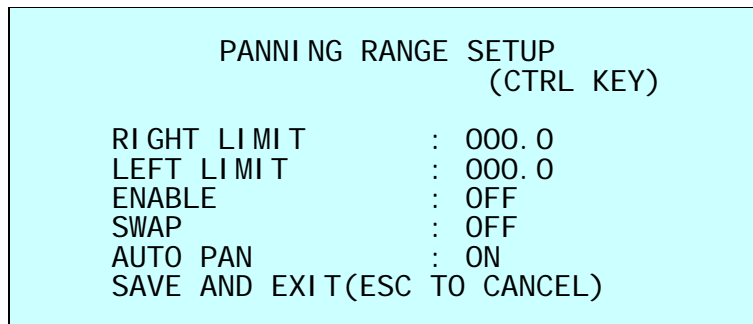 PANNING RANGE SETUP
(CTRL KEY)
RIGHT LIMIT : 000.0
LEFT LIMIT : 000.0
ENABLE : OFF
SWAP : OFF
AUTO PAN : ON
SAVE AND EXIT(ESC TO CANCEL)